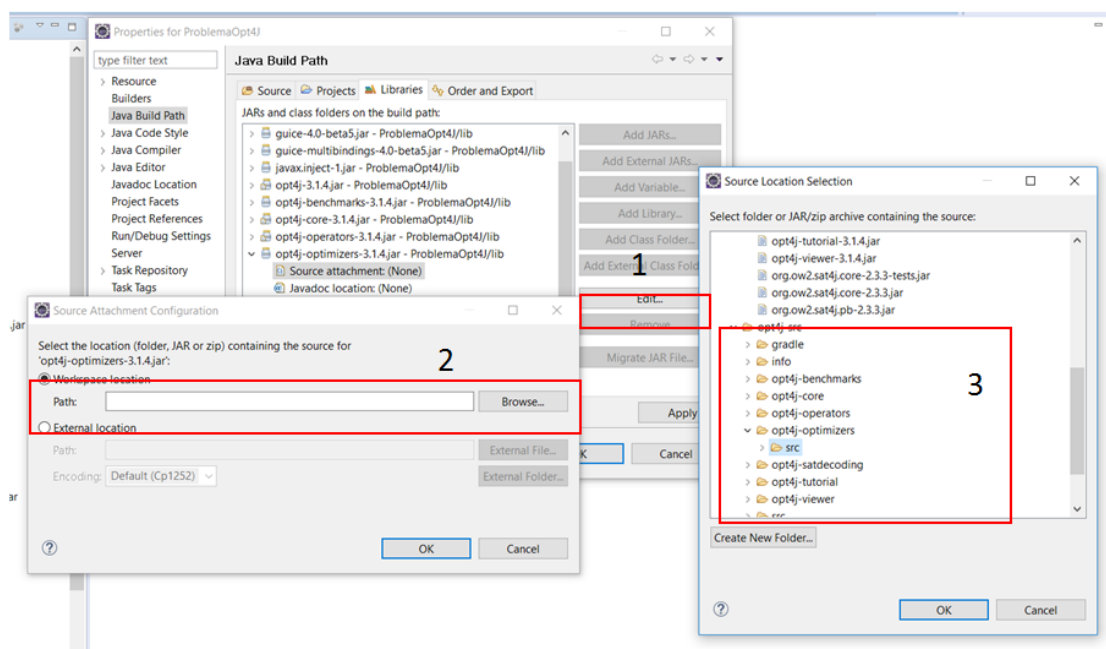 Properties for ProblemaOpt4J
type filter text
Resource
Builders
Java Build Path
Java Code Style
Java Compiler
Java Editor
Javadoc Location
Project Facets
Project References
Run/Debug Settings
Server
Task Repository
Task Tags
Java Build Path
Source Projects Libraries Order and Export
JARs and class folders on the build path:
guice-4.0-beta5.jar - ProblemaOpt4J/lib
guice-multibindings-4.0-beta5.jar - ProblemaOpt4J/lib
javax.inject-1.jar - ProblemaOpt4J/lib
opt4j-3.1.4.jar - ProblemaOpt4J/lib
opt4j-benchmarks-3.1.4.jar - ProblemaOpt4J/lib
opt4j-core-3.1.4.jar - ProblemaOpt4J/lib
opt4j-operators-3.1.4.jar - ProblemaOpt4J/lib
opt4j-optimizers-3.1.4.jar - ProblemaOpt4J/lib
Source attachment: (None)
Javadoc location: (None)
Add JARs...
Add External JARs...
Add Variable...
Add Library...
Add Class Folder...
Add External Class Fold
1
Edit...
Remove
Migrate JAR File...
Apply
K
Cancel
.jar
ar
Source Attachment Configuration
Select the location (folder, JAR or zip) containing the source for
'opt4j-optimizers-3.1.4.jar':
2
Workspace location
Path:
Browse...
External location
Path:
External File...
Encoding: Default (Cp1252)
External Folder...
OK
Cancel
Source Location Selection
Select folder or JAR/zip archive containing the source:
opt4j-tutorial-3.1.4.jar
opt4j-viewer-3.1.4.jar
org.ow2.sat4j.core-2.3.3-tests.jar
org.ow2.sat4j.core-2.3.3.jar
org.ow2.sat4j.pb-2.3.3.jar
opt4j-src
gradle
info
opt4j-benchmarks
3
opt4j-core
opt4j-operators
opt4j-optimizers
src
opt4j-satdecoding
opt4j-tutorial
opt4j-viewer
src
Create New Folder...
OK
Cancel